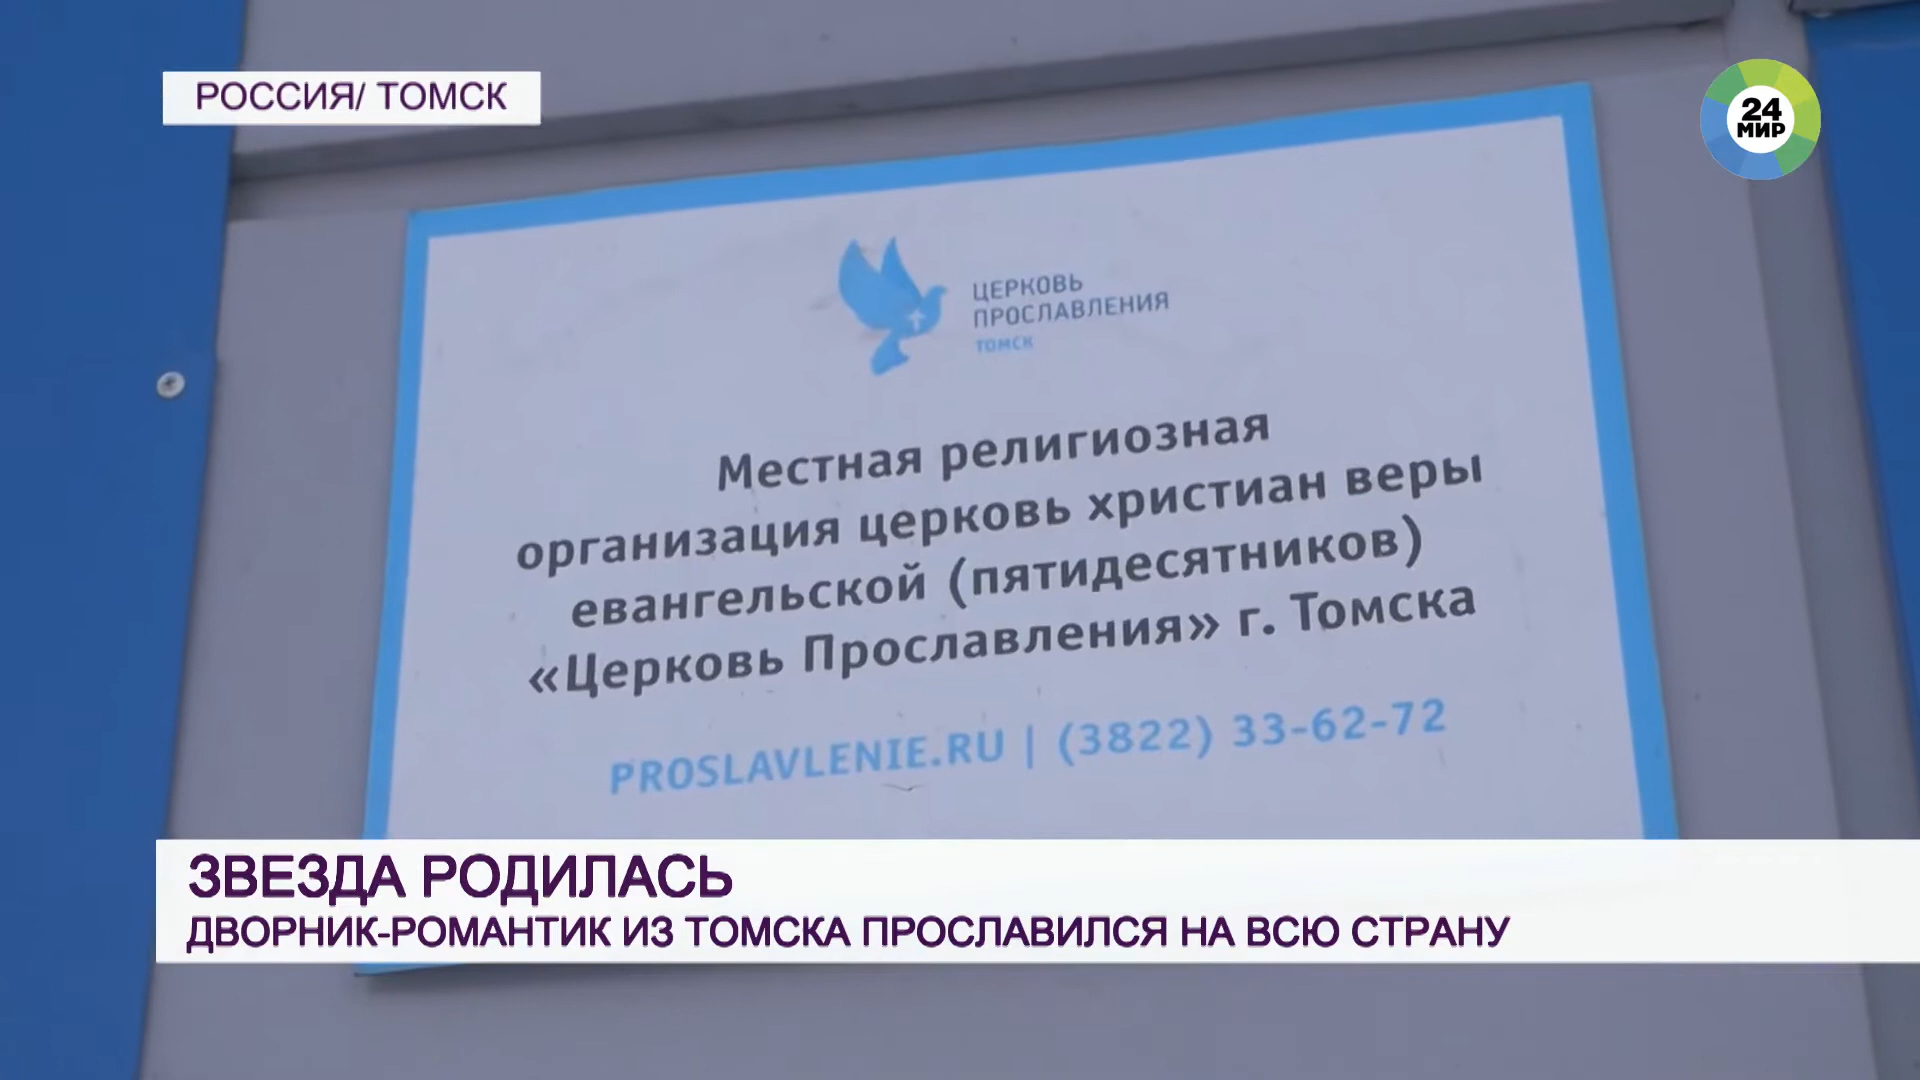 РОССИЯ/ ТОМСК
24
МИР
ЦЕРКОВЬ
ПРОСЛАВЛЕНИЯ
ТОМСК
Местная религиозная
организация церковь христиан веры
евангельской (пятидесятников)
«Церковь Прославления» г. Томска
PROSLAVLENIE.RU | (3822) 33-62-72
ЗВЕЗДА РОДИЛАСЬ
ДВОРНИК-РОМАНТИК ИЗ ТОМСКА ПРОСЛАВИЛСЯ НА ВСЮ СТРАНУ